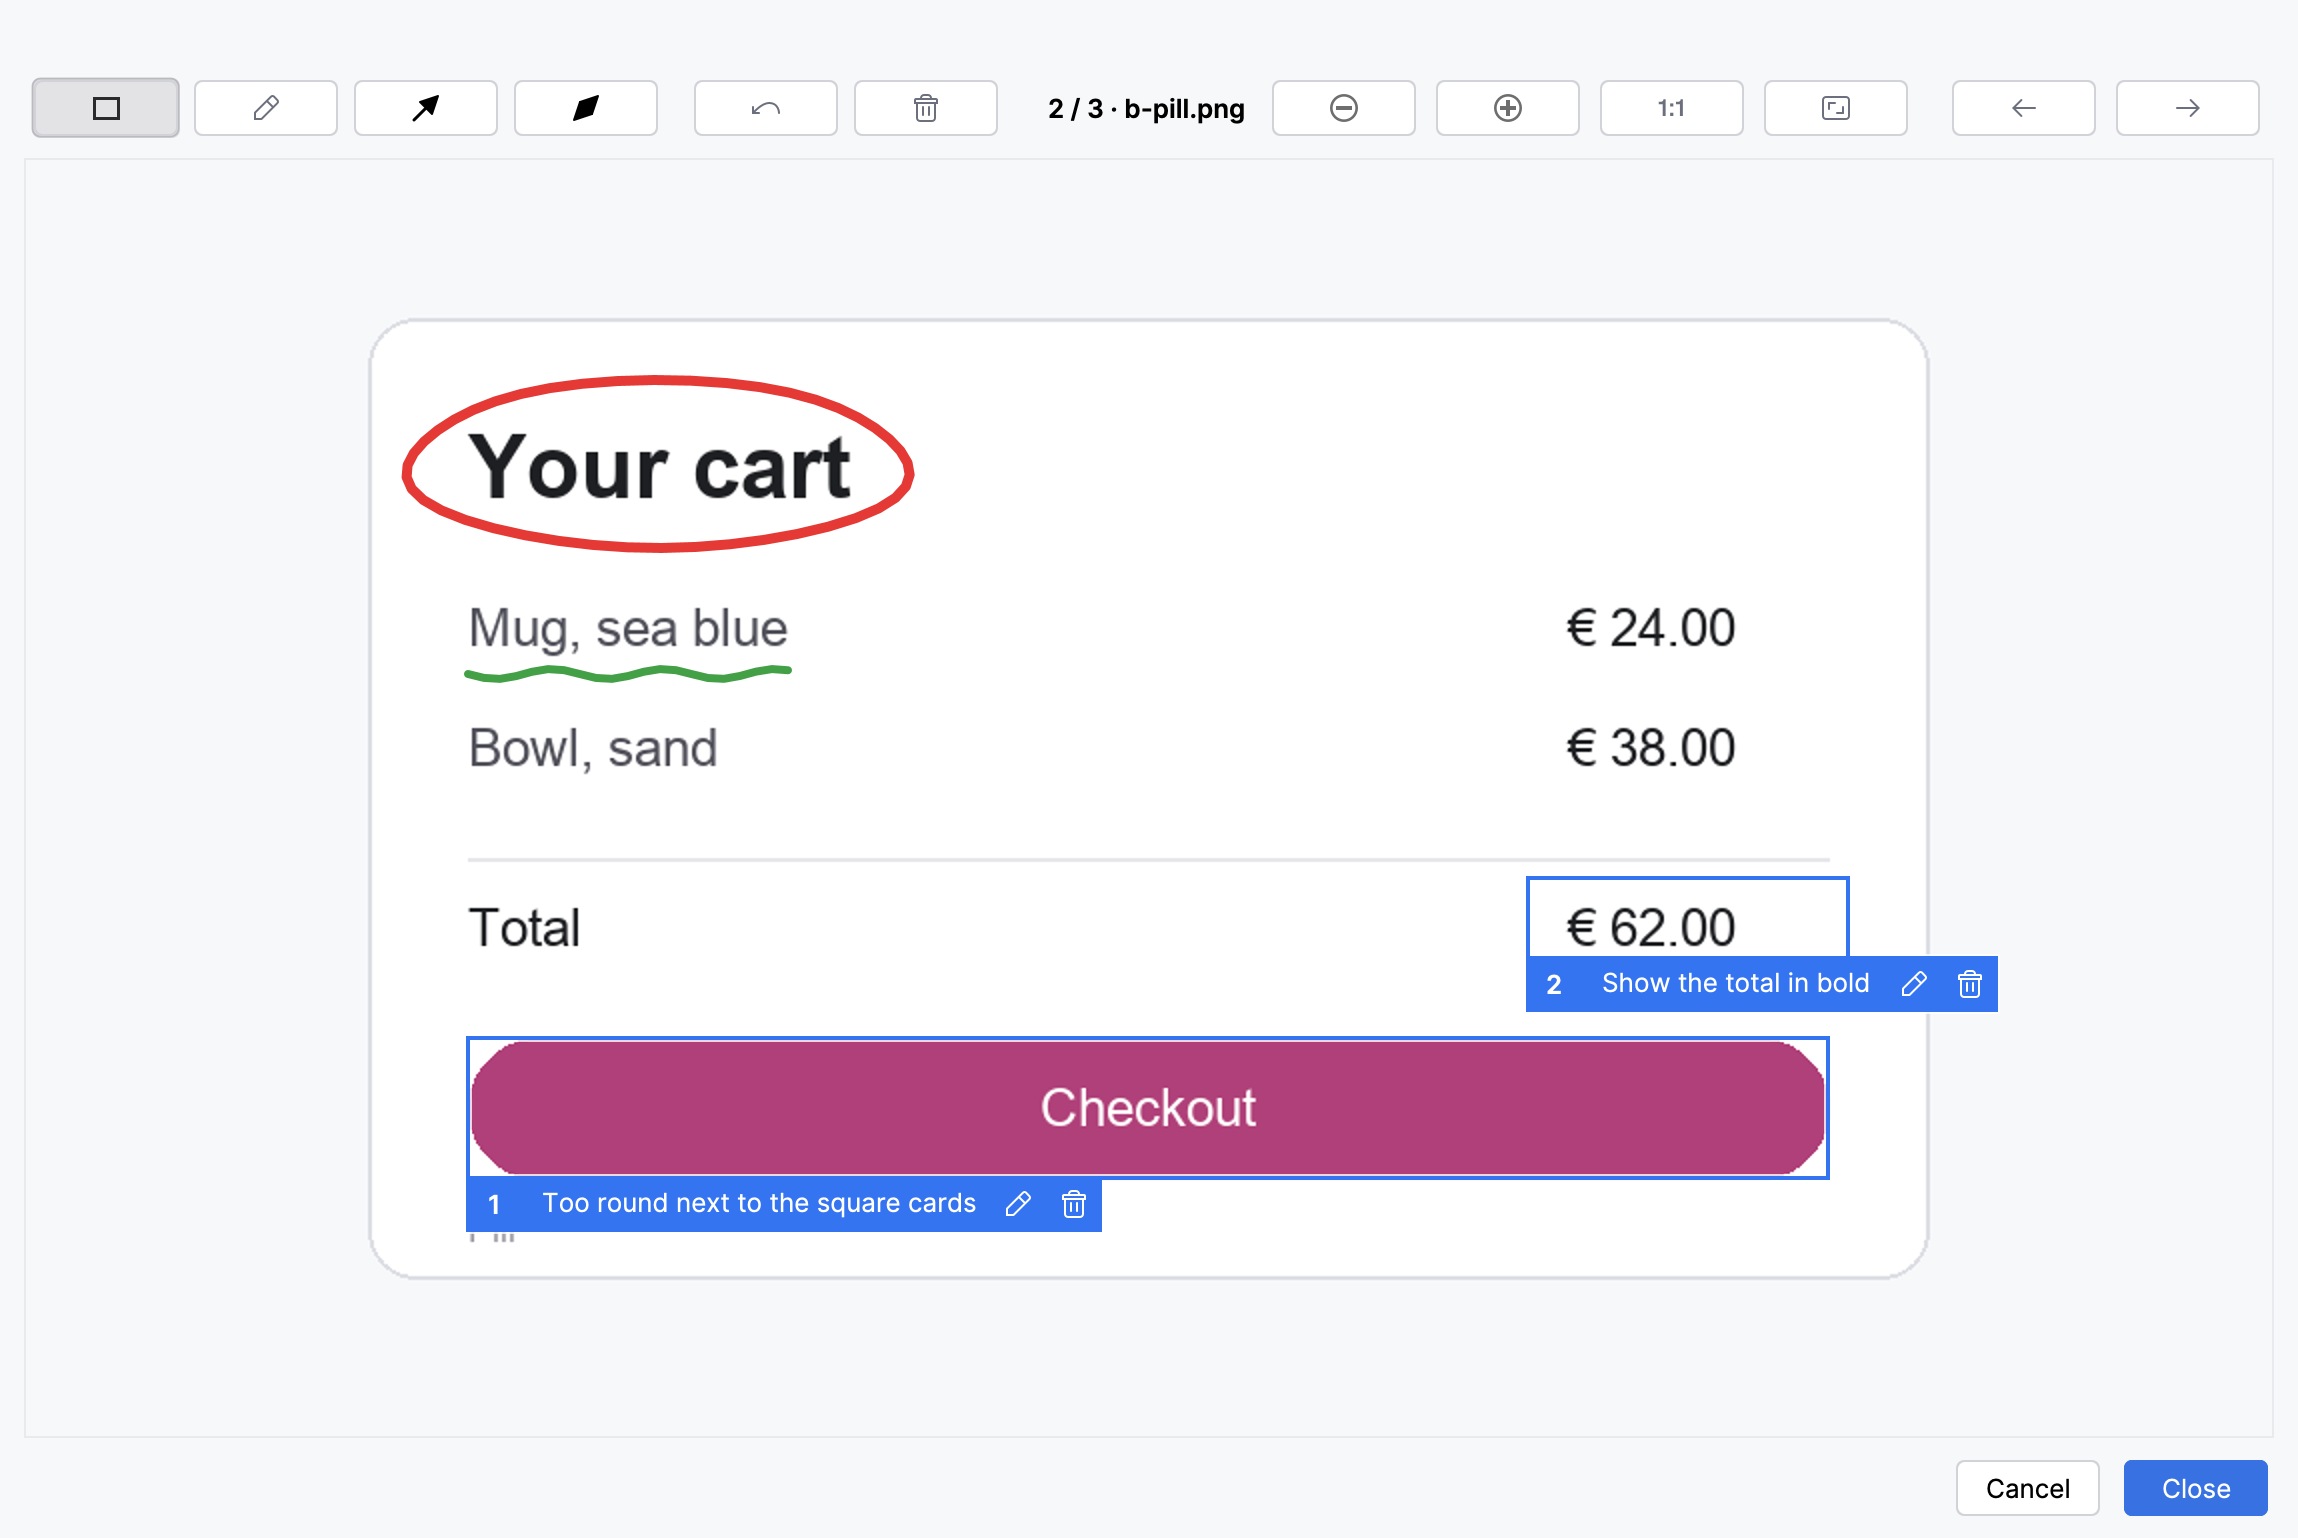 1:1
2 / 3 · b-pill.png
Your cart
Mug, sea blue € 24.00
Bowl, sand € 38.00
Total € 62.00
2 Show the total in bold
Checkout
1 Too round next to the square cards
Cancel Close